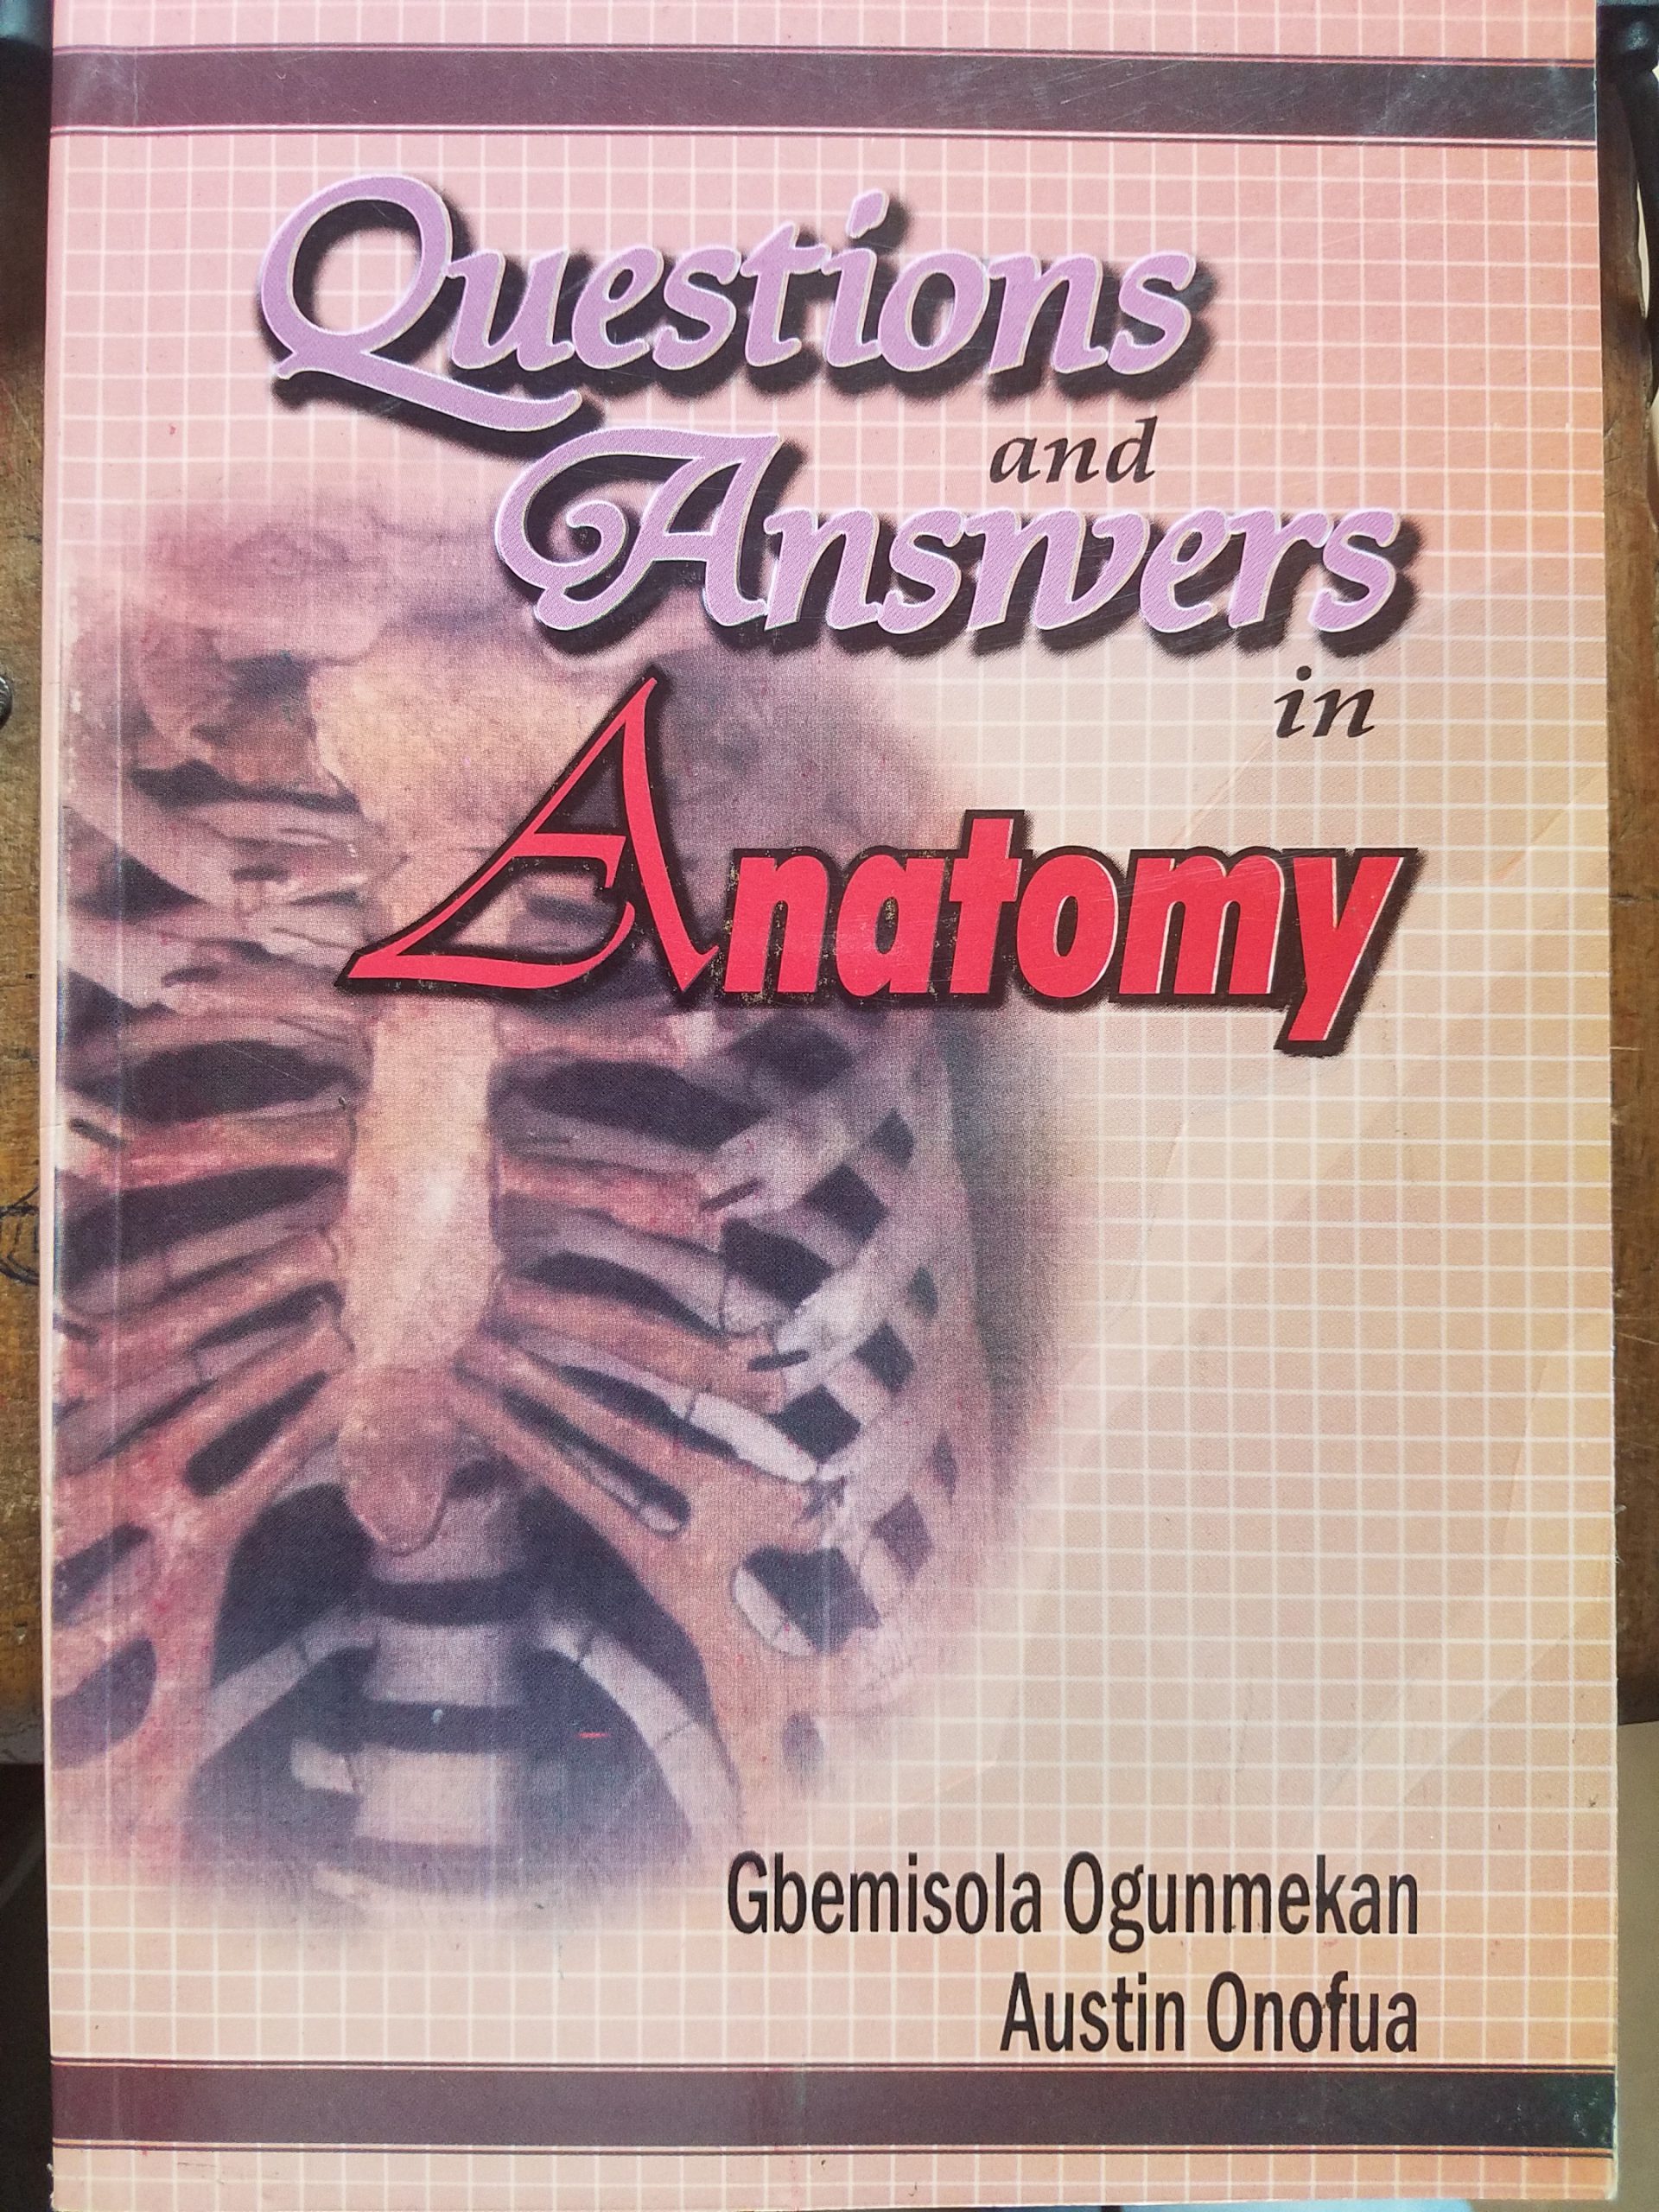 Questions
and
Answers
in
Anatomy
Gbemisola Ogunmekan
Austin Onofua